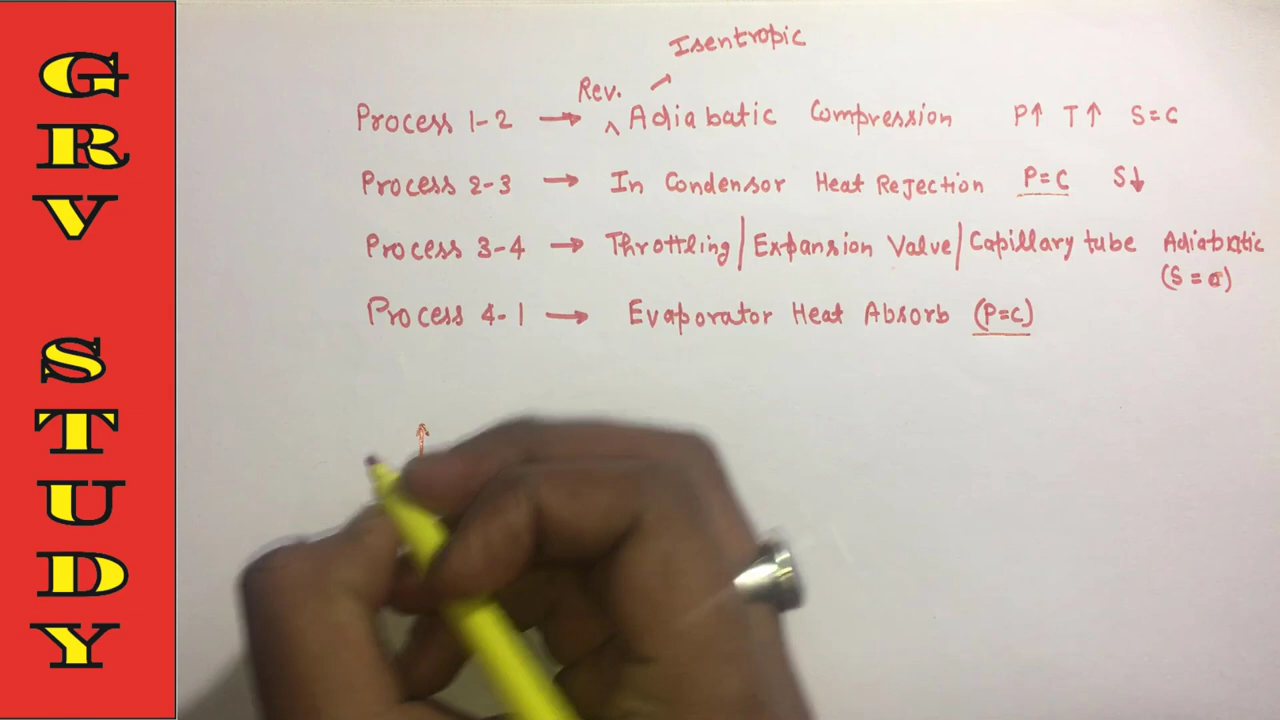 GRV STUDY
Isentropic
Rev.
Process 1-2 → ^ Adiabatic Compression P↑ T↑ S=C
Process 2-3 → In Condensor Heat Rejection P=C S↓
Process 3-4 → Throttling/Expansion Valve/Capillary tube Adiabatic
Process 4-1 → Evaporator Heat Absorb (P=C)